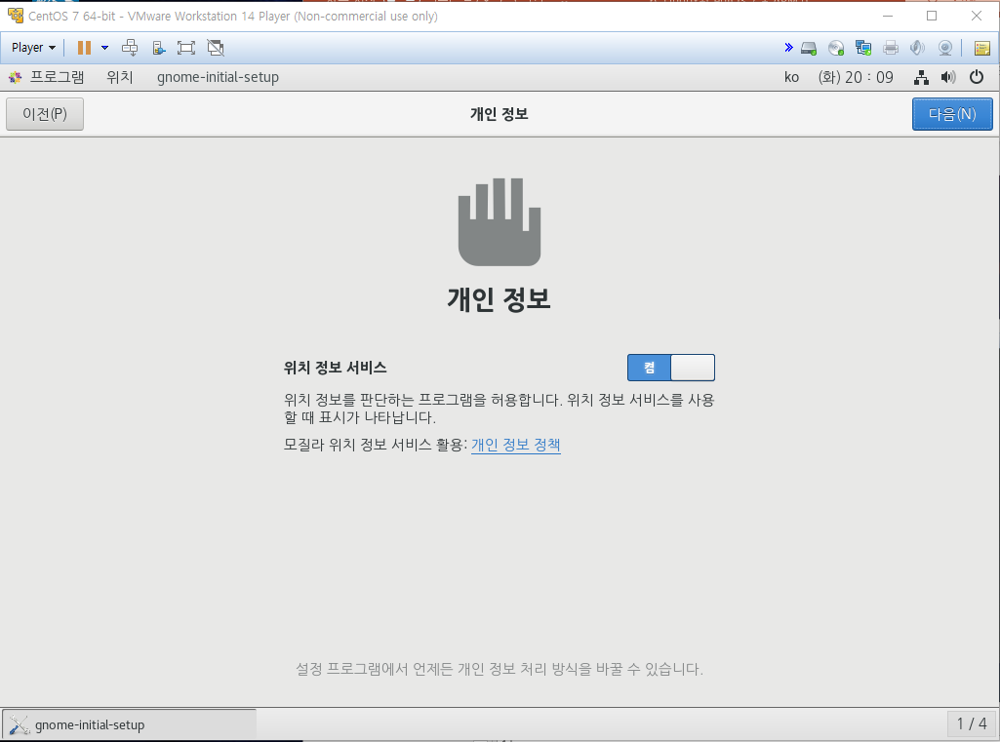 CentOS 7 64-bit - VMware Workstation 14 Player (Non-commercial use only)
Player
프로그램 위치 gnome-initial-setup ko (화) 20 : 09
이전(P) 개인 정보 다음(N)
개인 정보
위치 정보 서비스 켬
위치 정보를 판단하는 프로그램을 허용합니다. 위치 정보 서비스를 사용
할 때 표시가 나타납니다.
모질라 위치 정보 서비스 활용: 개인 정보 정책
설정 프로그램에서 언제든 개인 정보 처리 방식을 바꿀 수 있습니다.
gnome-initial-setup 1 / 4